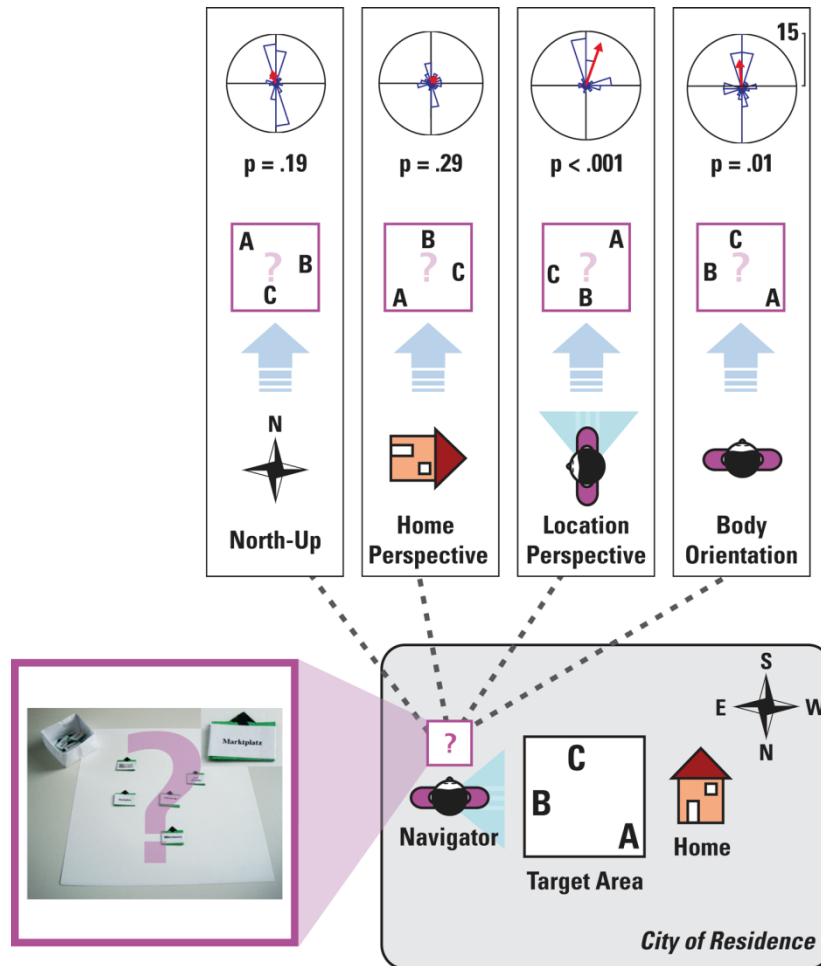 15
p = .19
p = .29
p < .001
p = .01
A
?
B
C
B
?
C
A
A
?
C
B
C
?
B
A
N
North-Up
Home
Perspective
Location
Perspective
Body
Orientation
S
E
W
N
?
C
B
A
Navigator
Home
Target Area
City of Residence
Marktplatz
?